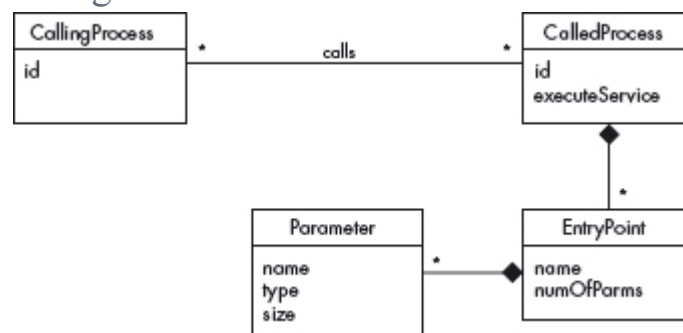 CallingProcess
id
*
calls
*
CalledProcess
id
executeService
*
Parameter
name
type
size
*
EntryPoint
name
numOfParms